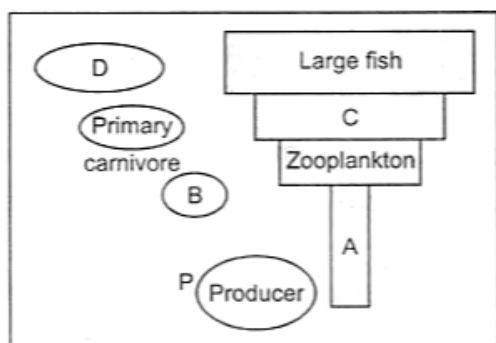 D
Large fish
Primary
carnivore
C
Zooplankton
B
A
P
Producer